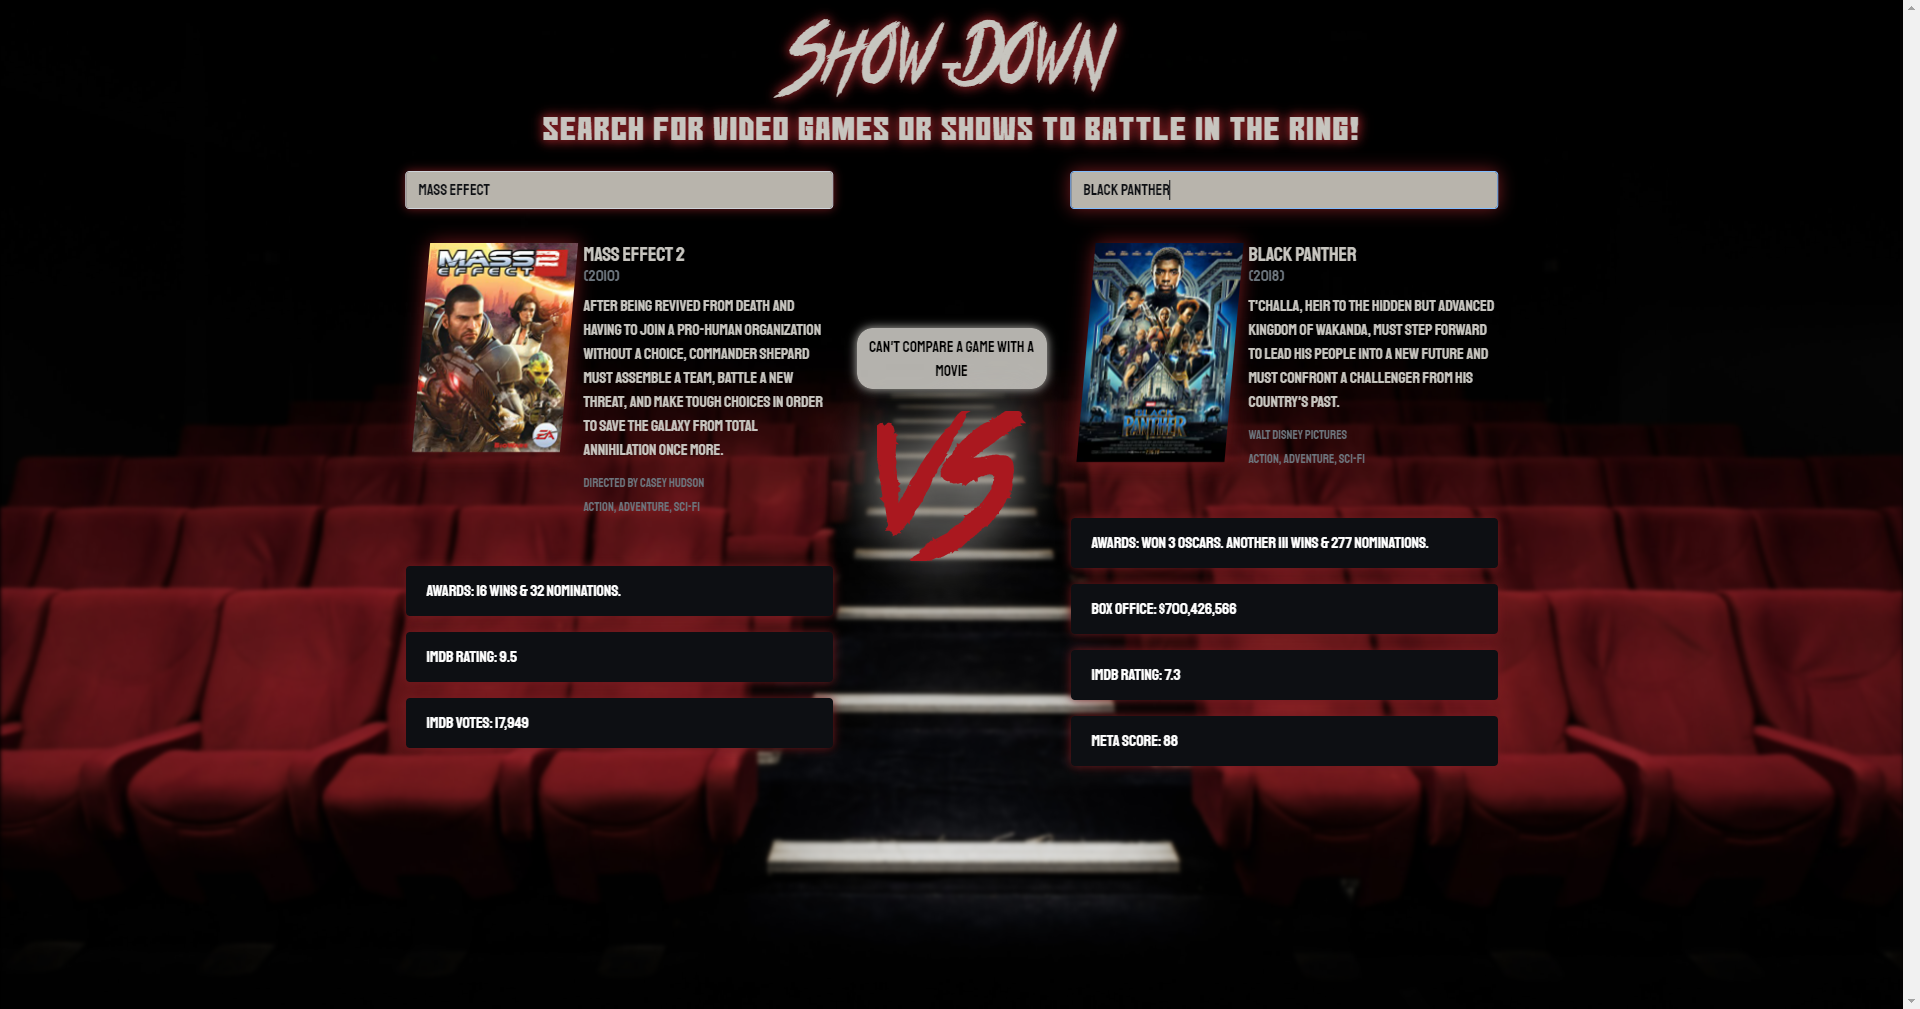 SHOW-DOWN
SEARCH FOR VIDEO GAMES OR SHOWS TO BATTLE IN THE RING!
MASS EFFECT
MASS EFFECT 2
MASS EFFECT 2
(2010)
AFTER BEING REVIVED FROM DEATH AND
HAVING TO JOIN A PRO-HUMAN ORGANIZATION
WITHOUT A CHOICE, COMMANDER SHEPARD
MUST ASSEMBLE A TEAM, BATTLE A NEW
THREAT, AND MAKE TOUGH CHOICES IN ORDER
TO SAVE THE GALAXY FROM TOTAL
ANNIHILATION ONCE MORE.
DIRECTED BY CASEY HUDSON
ACTION, ADVENTURE, SCI-FI
EA
AWARDS: 16 WINS & 32 NOMINATIONS.
IMDB RATING: 9.5
IMDB VOTES: 17,949
CAN'T COMPARE A GAME WITH A
MOVIE
VS
BLACK PANTHER
BLACK PANTHER
(2018)
T'CHALLA, HEIR TO THE HIDDEN BUT ADVANCED
KINGDOM OF WAKANDA, MUST STEP FORWARD
TO LEAD HIS PEOPLE INTO A NEW FUTURE AND
MUST CONFRONT A CHALLENGER FROM HIS
COUNTRY'S PAST.
WALT DISNEY PICTURES
ACTION, ADVENTURE, SCI-FI
BLACK
PANTHER
AWARDS: WON 3 OSCARS. ANOTHER 111 WINS & 277 NOMINATIONS.
BOX OFFICE: $700,426,566
IMDB RATING: 7.3
META SCORE: 88